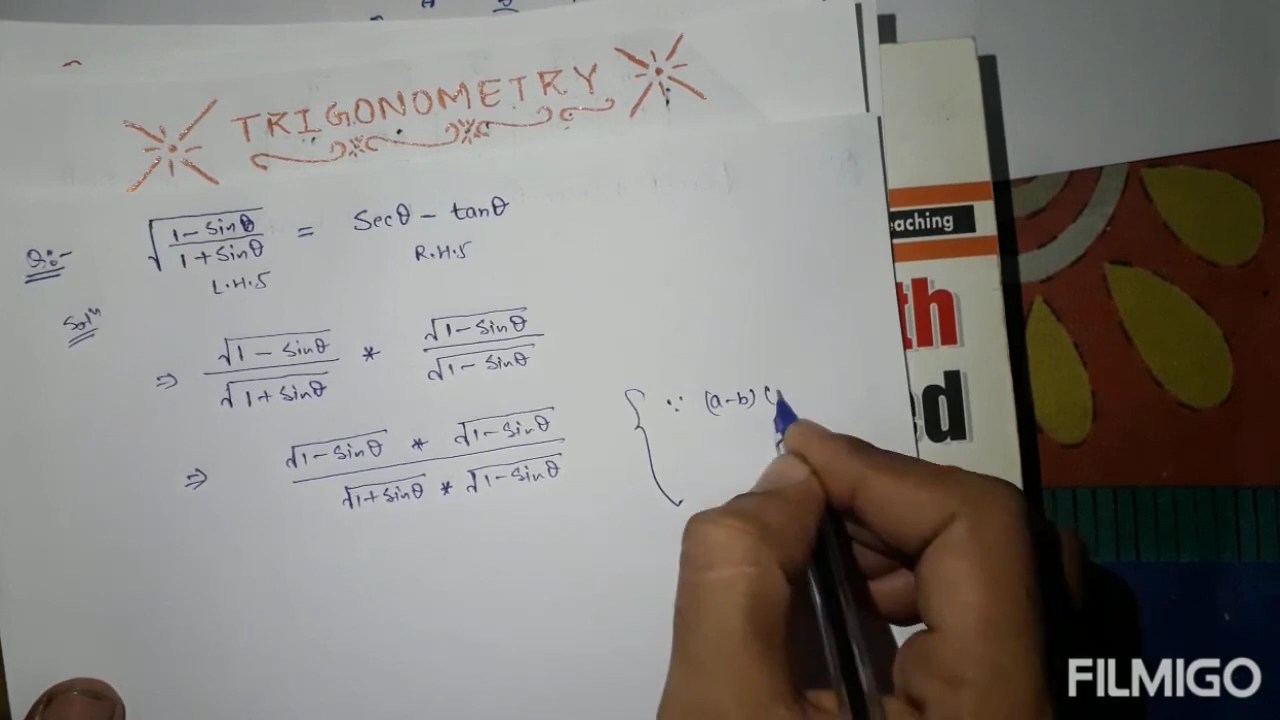 TRIGONOMETRY
Q:- √(1-sinθ)/(1+sinθ) = secθ - tanθ
L.H.S R.H.S
Solⁿ
⇒ √1-sinθ/√1+sinθ * √1-sinθ/√1-sinθ
⇒ √1-sinθ * √1-sinθ/√1+sinθ * √1-sinθ { ∵ (a-b) (
eaching
th
ed
FILMIGO